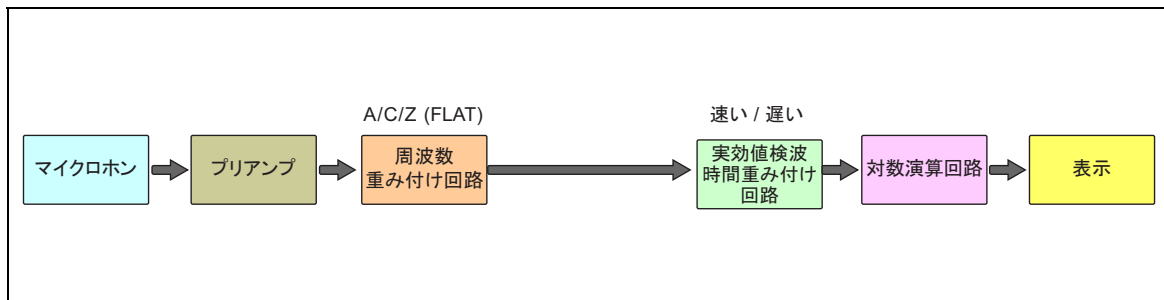 A/C/Z (FLAT)
速い / 遅い
マイクロホン
プリアンプ
周波数
重み付け回路
実効値検波
時間重み付け
回路
対数演算回路
表示